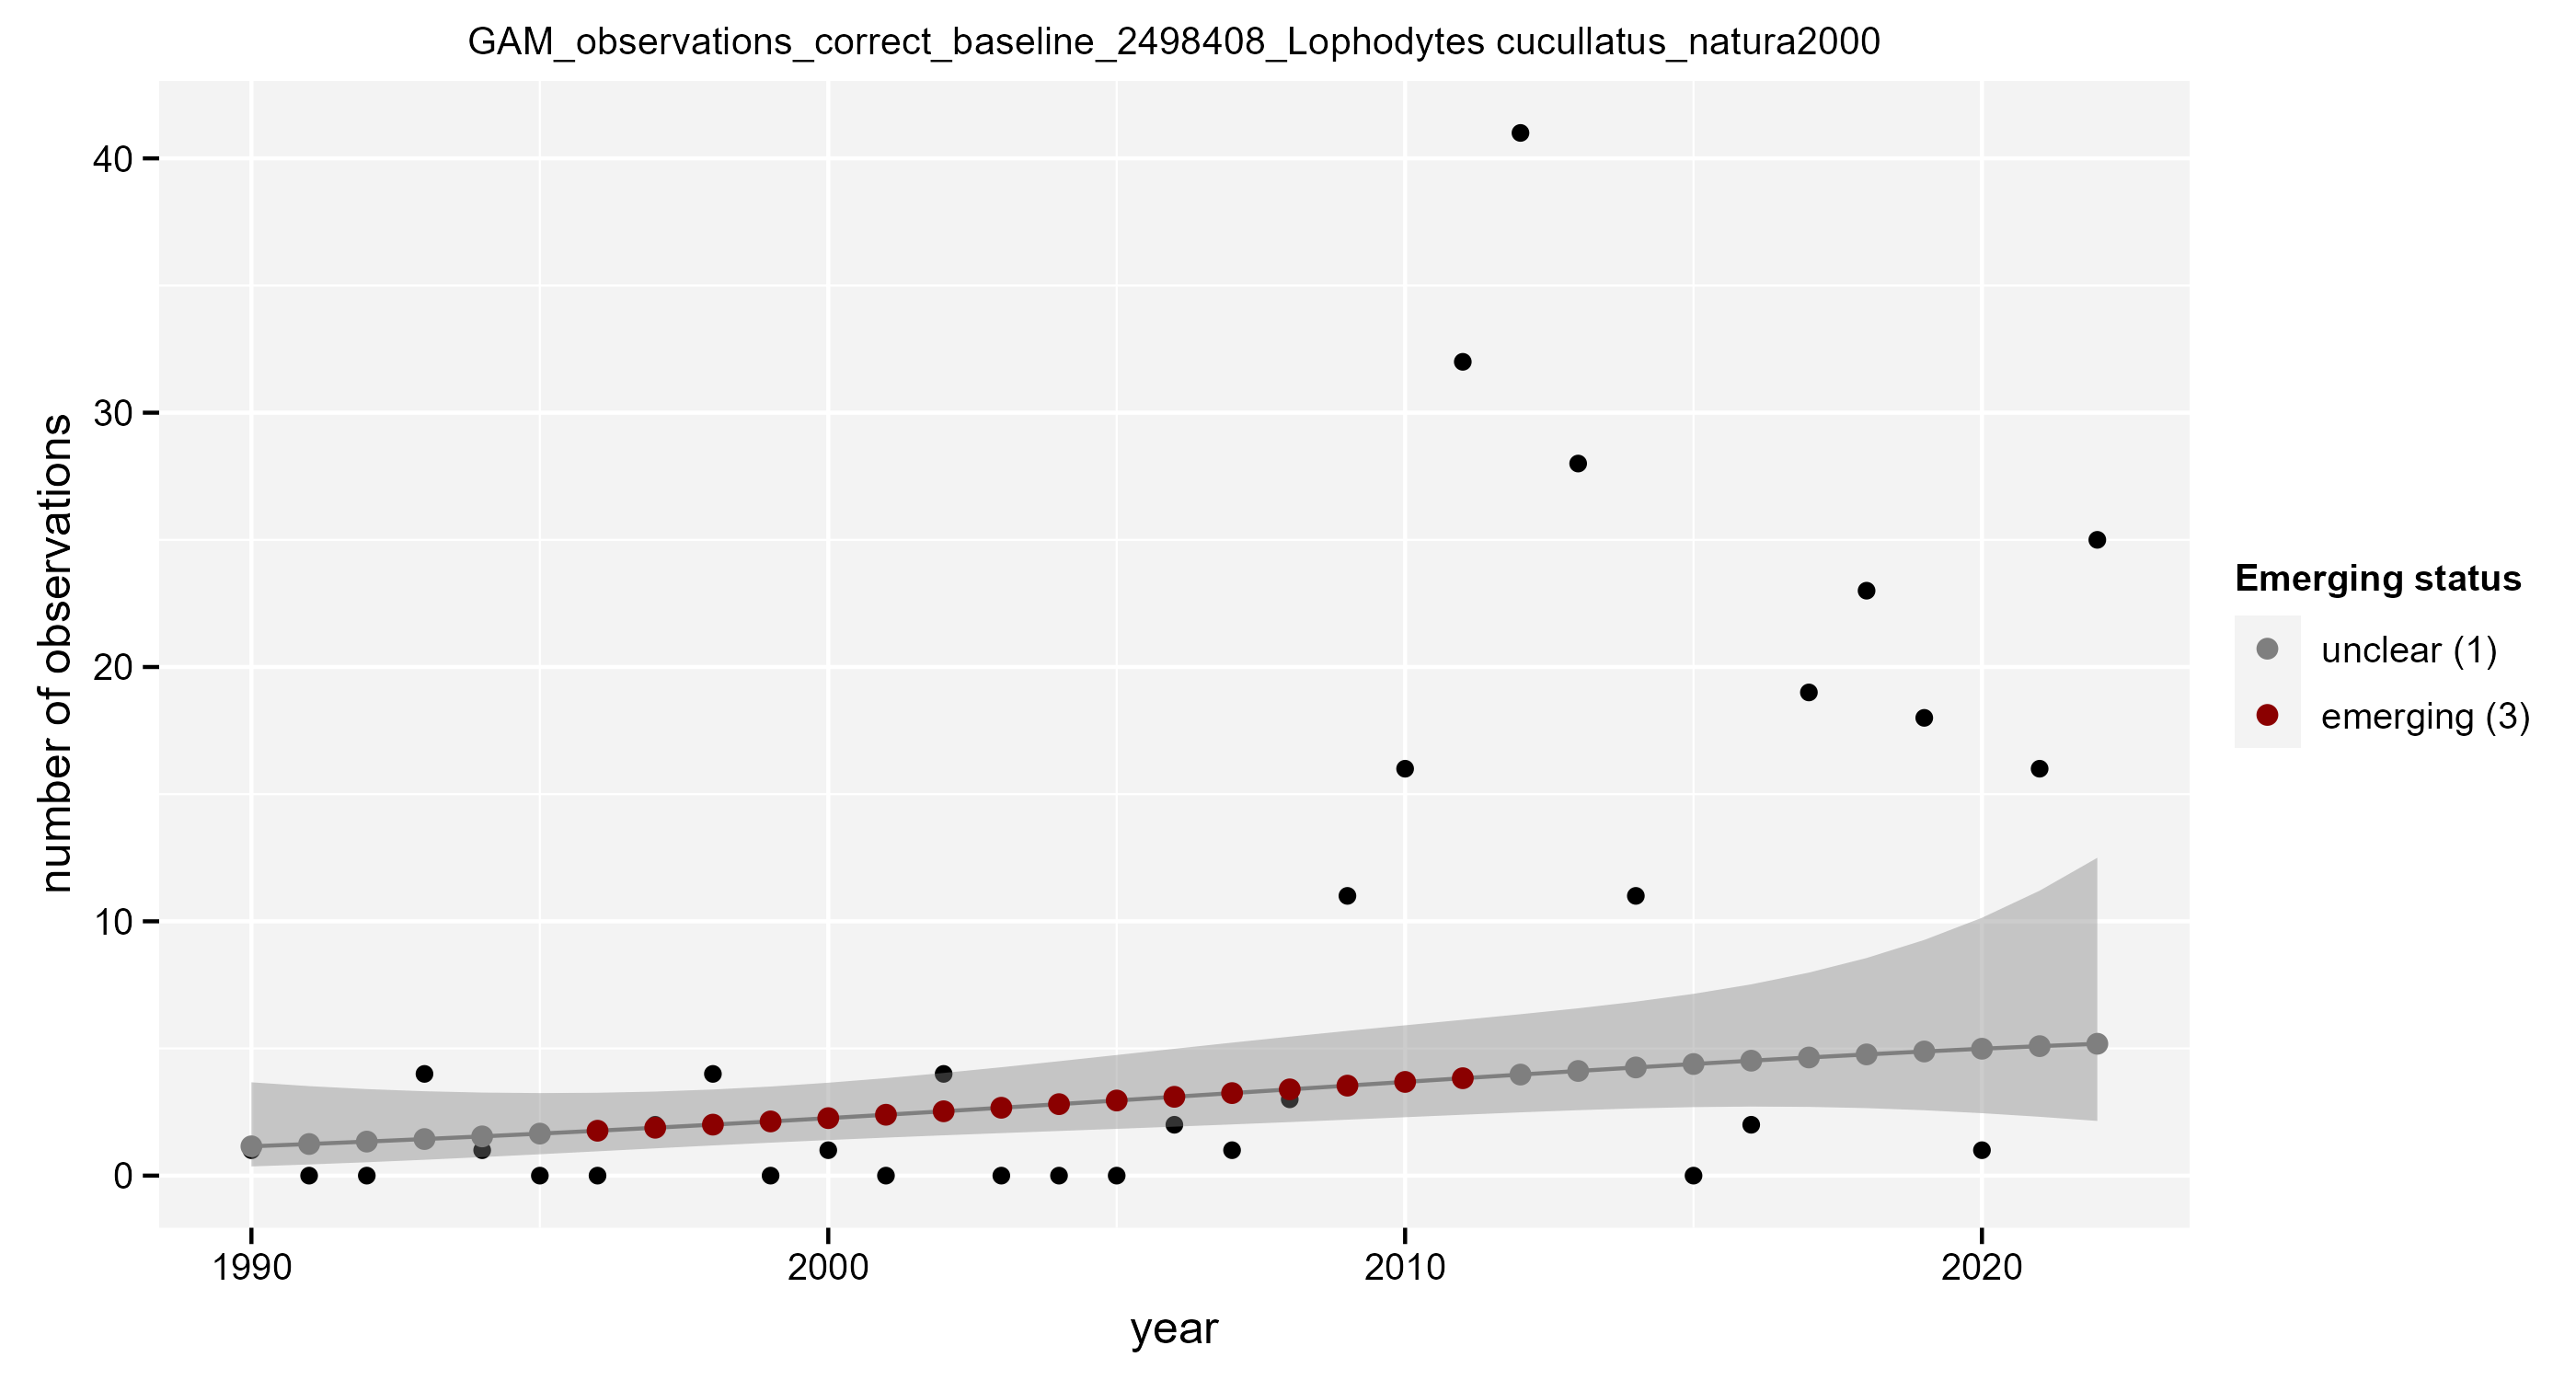 GAM_observations_correct_baseline_2498408_Lophodytes cucullatus_natura2000
number of observations
40
30
20
10
0
1990 2000 2010 2020
year
Emerging status
unclear (1)
emerging (3)